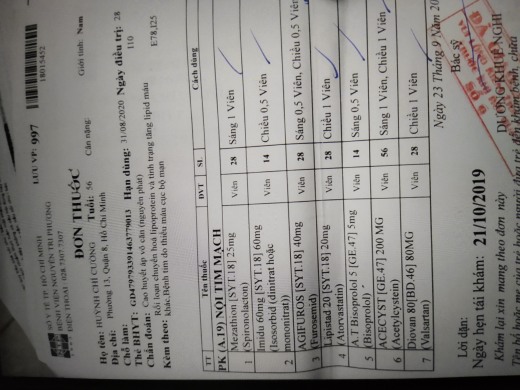 SỞ Y TẾ TP. HỒ CHÍ MINH
BỆNH VIỆN NGUYỄN TRI PHƯƠNG
ĐIỆN THOẠI : 028.7307.7307
LƯU VP: 997
18015452
ĐƠN THUỐC
Họ tên: HUỲNH CHÍ CƯƠNG Tuổi: 56 Cân nặng: Giới tính: Nam
Địa chỉ: Phường 13, Quận 8, Hồ Chí Minh
Chỗ làm:
Thẻ BHYT: GD479793391463779013 Hạn dùng: 31/08/2020 Ngày điều trị: 28
Chẩn đoán: Cao huyết áp vô căn (nguyên phát) 110
Kèm theo: Rối loạn chuyển hoá lipoprotein và tình trạng tăng lipid máu E78,I25
khác,Bệnh tim do thiếu máu cục bộ mạn
TT Tên thuốc ĐVT SL Cách dùng
PK (A.19) NỘI TIM MẠCH
1 Mezathion [SYT.18] 25mg Viên 28 Sáng 1 Viên
(Spironolacton)
2 Imidu 60mg [SYT.18] 60mg Viên 14 Chiều 0,5 Viên
(Isosorbid (dinitrat hoặc
mononitrat))
3 AGIFUROS [SYT.18] 40mg Viên 28 Sáng 0,5 Viên, Chiều 0,5 Viên
(Furosemid)
4 Lipistad 20 [SYT.18] 20mg Viên 28 Chiều 1 Viên
(Atorvastatin)
5 A.T Bisoprolol 5 [GE.47] 5mg Viên 14 Sáng 0,5 Viên
(Bisoprolol)
6 ACECYST [GE.47] 200 MG Viên 56 Sáng 1 Viên, Chiều 1 Viên
(Acetylcystein)
7 Diovan 80[BD.46] 80MG Viên 28 Chiều 1 Viên
(Valsartan)
Ngày 23 Tháng 9 Năm 20
Lời dặn: Bác sỹ
Ngày hẹn tái khám: 21/10/2019
Khám lại xin mang theo đơn này DƯƠNG KHUÊ NGHI
Tên bố hoặc mẹ của trẻ hoặc người đưa trẻ đến khám bệnh, chữa